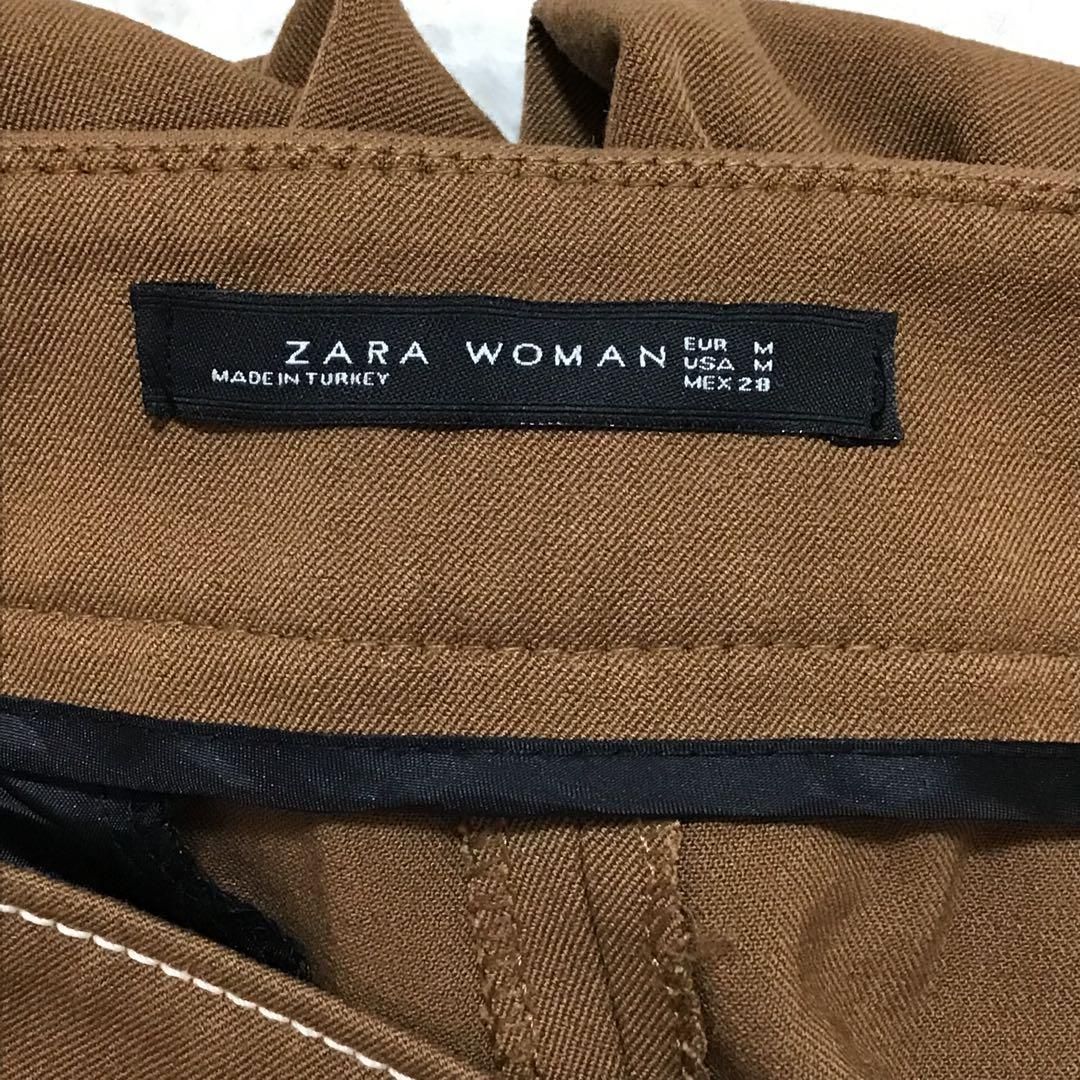 ZARA WOMAN
MADE IN TURKEY
EUR M
USA M
MEX 28